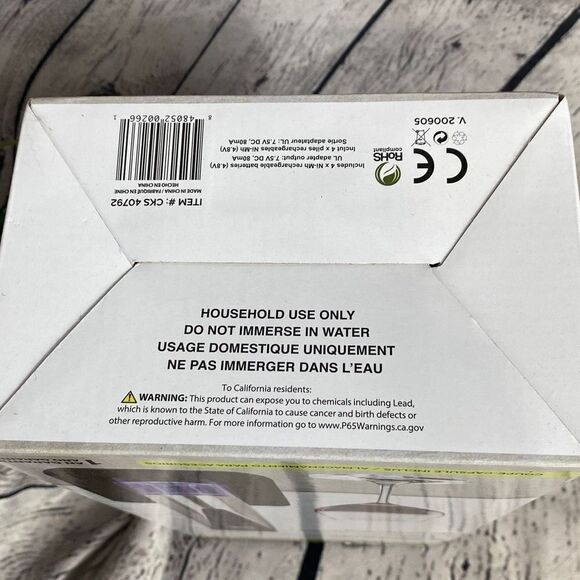 HOUSEHOLD USE ONLY
DO NOT IMMERSE IN WATER
USAGE DOMESTIQUE UNIQUEMENT
NE PAS IMMERGER DANS L'EAU
To California residents:
WARNING: This product can expose you to chemicals including Lead,
which is known to the State of California to cause cancer and birth defects or
other reproductive harm. For more information go to www.P65Warnings.ca.gov
V. 200605
CE
RoHS
compliant
Includes 4 x Ni-Mh rechargeable batteries (4.8V)
UL adapter output: 7.5V DC, 80mA
Inclut 4 x piles rechargeables Ni-Mh (4.8V)
Sortie adaptateur UL: 7.5V DC, 80mA
ITEM #: CKS 40792
MADE IN CHINA / FABRIQUÉ EN CHINE
HECHO EN CHINA
8 48052 00266 1